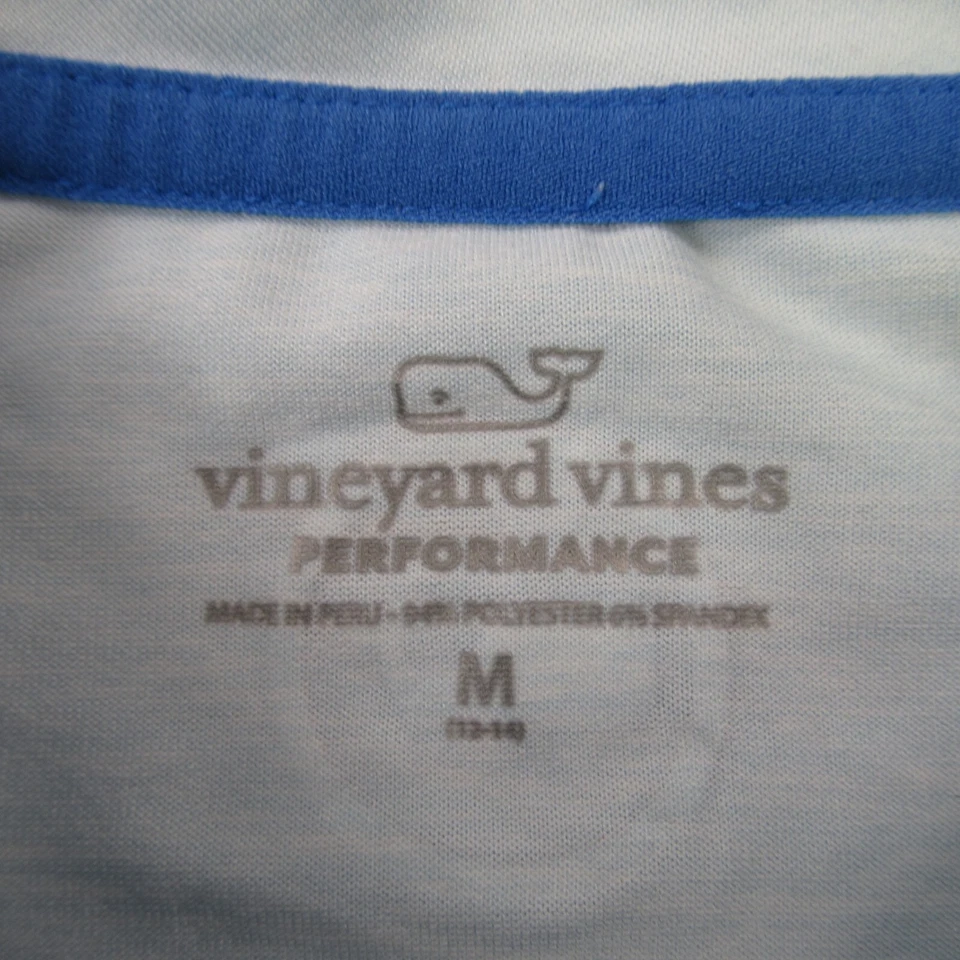 vineyard vines
PERFORMANCE
MADE IN PERU - 94% POLYESTER 6% SPANDEX
M
(12-14)